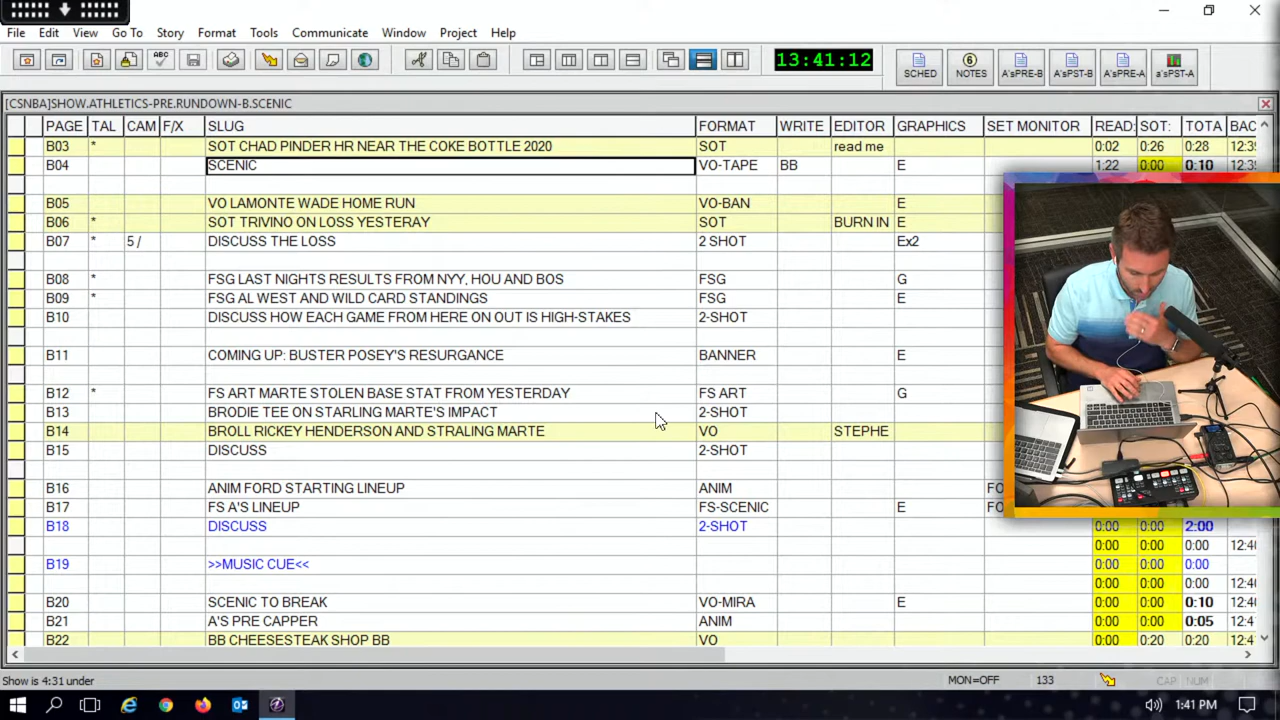 File Edit View Go To Story Format Tools Communicate Window Project Help
ABC 13:41:12 SCHED 6 NOTES A'sPRE-B A'sPST-B A'sPRE-A a'sPST-A
[CSNBA]SHOW.ATHLETICS-PRE.RUNDOWN-B.SCENIC
PAGE TAL CAM F/X SLUG FORMAT WRITE EDITOR GRAPHICS SET MONITOR READ: SOT: TOTA BAC
B03 * SOT CHAD PINDER HR NEAR THE COKE BOTTLE 2020 SOT read me 0:02 0:26 0:28 12:39
B04 SCENIC VO-TAPE BB E 1:22 0:00 0:10
B05 VO LAMONTE WADE HOME RUN VO-BAN E
B06 * SOT TRIVINO ON LOSS YESTERAY SOT BURN IN E
B07 * 5 / DISCUSS THE LOSS 2 SHOT Ex2
B08 * FSG LAST NIGHTS RESULTS FROM NYY, HOU AND BOS FSG G
B09 * FSG AL WEST AND WILD CARD STANDINGS FSG E
B10 DISCUSS HOW EACH GAME FROM HERE ON OUT IS HIGH-STAKES 2-SHOT
B11 COMING UP: BUSTER POSEY'S RESURGANCE BANNER E
B12 * FS ART MARTE STOLEN BASE STAT FROM YESTERDAY FS ART G
B13 BRODIE TEE ON STARLING MARTE'S IMPACT 2-SHOT
B14 BROLL RICKEY HENDERSON AND STRALING MARTE VO STEPHE
B15 DISCUSS 2-SHOT
B16 ANIM FORD STARTING LINEUP ANIM FO
B17 FS A'S LINEUP FS-SCENIC E FO
B18 DISCUSS 2-SHOT 0:00 0:00 2:00
0:00 0:00 0:00 12:40
B19 >>MUSIC CUE<< 0:00 0:00 0:00
0:00 0:00 0:00 12:40
B20 SCENIC TO BREAK VO-MIRA E 0:00 0:00 0:10 12:40
B21 A'S PRE CAPPER ANIM 0:00 0:00 0:05 12:4
B22 BB CHEESESTEAK SHOP BB VO 0:00 0:20 0:20 12:4
Show is 4:31 under MON=OFF 133 CAP NUM
1:41 PM